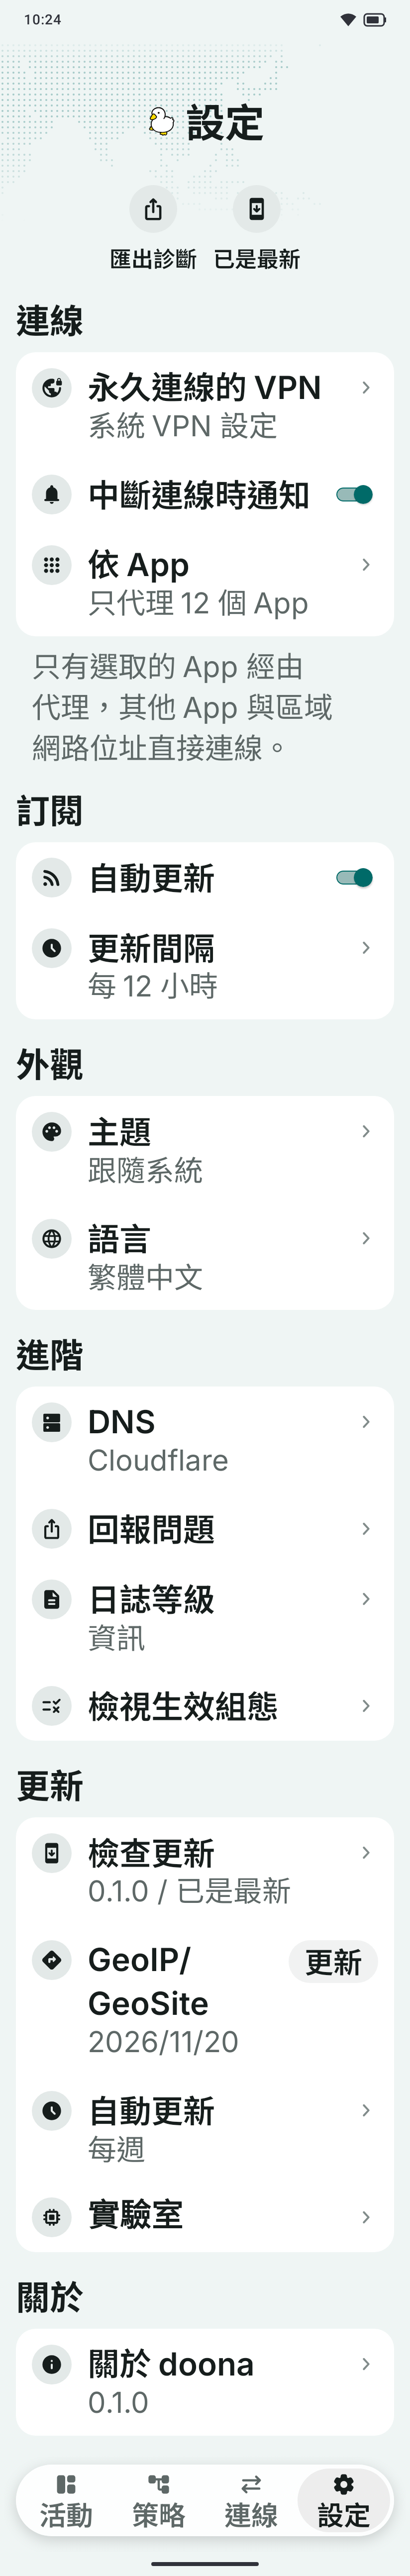 10:24
設定
匯出診斷
已是最新
連線
永久連線的 VPN
系統 VPN 設定
中斷連線時通知
依 App
只代理 12 個 App
只有選取的 App 經由
代理，其他 App 與區域
網路位址直接連線。
訂閱
自動更新
更新間隔
每 12 小時
外觀
主題
跟隨系統
語言
繁體中文
進階
DNS
Cloudflare
回報問題
日誌等級
資訊
檢視生效組態
更新
檢查更新
0.1.0 / 已是最新
GeoIP/
GeoSite
更新
2026/11/20
自動更新
每週
實驗室
關於
關於 doona
0.1.0
活動
策略
連線
設定